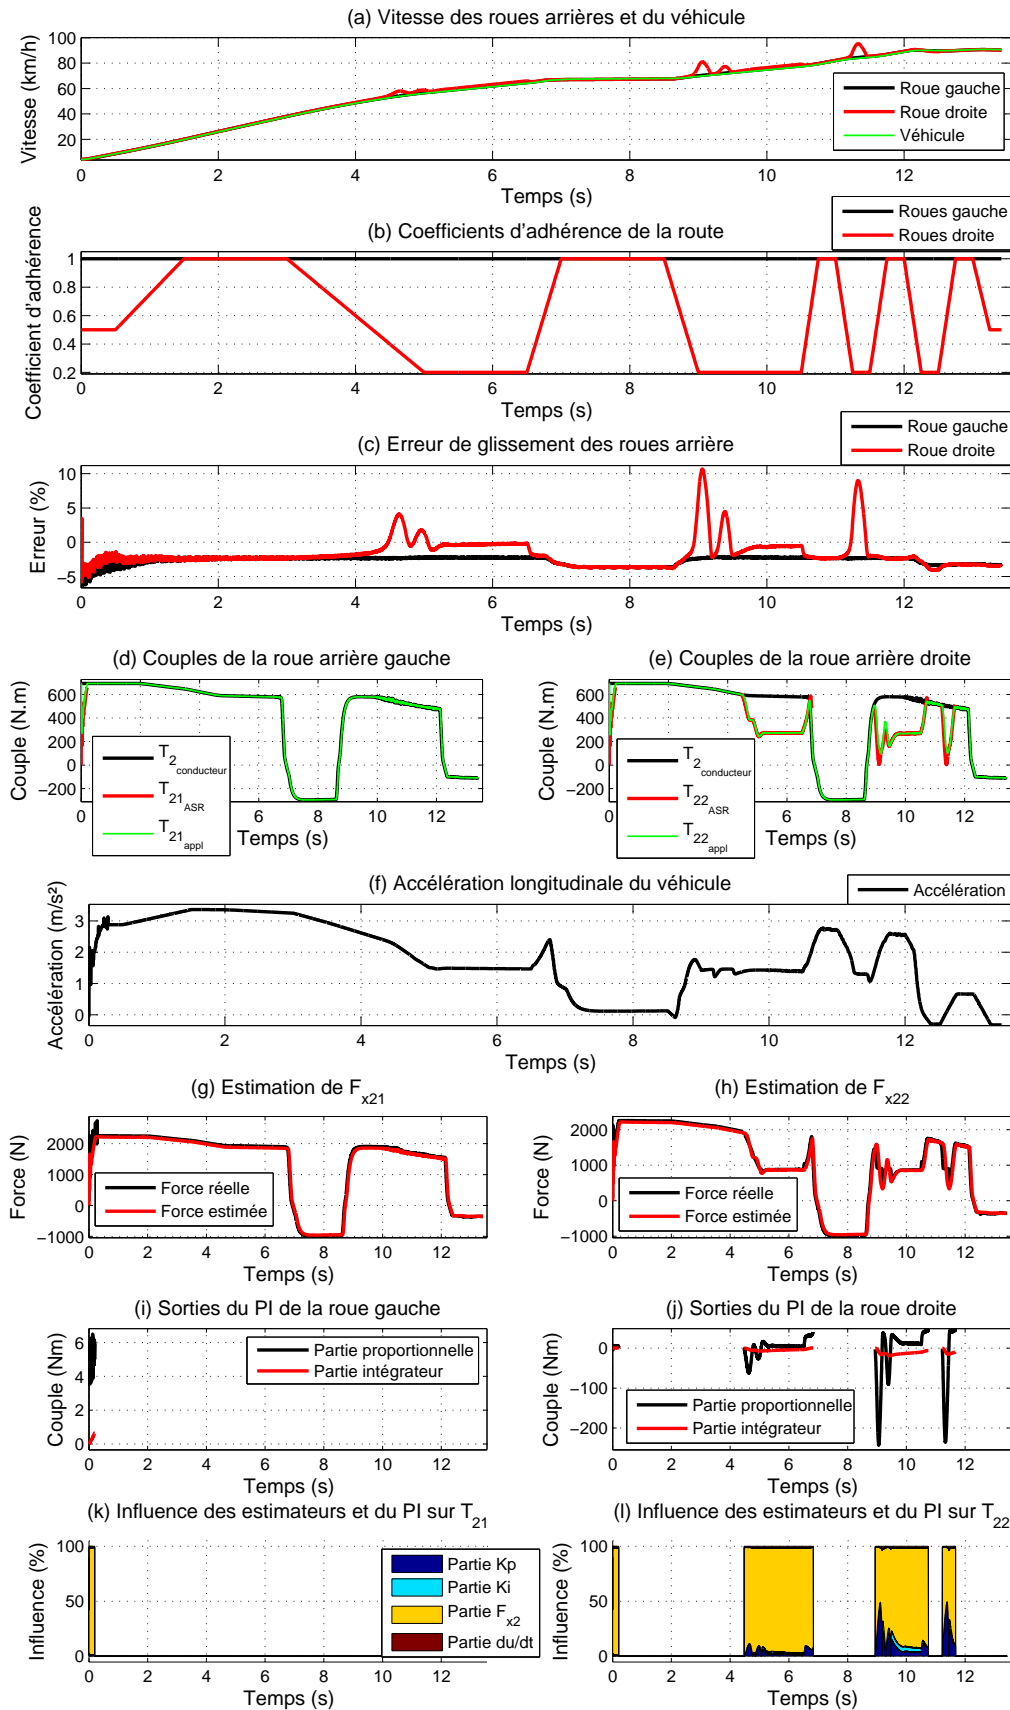 (a) Vitesse des roues arrières et du véhicule
Vitesse (km/h)
100
80
60
40
20
Roue gauche
Roue droite
Véhicule
0 2 4 6 8 10 12
Temps (s)
(b) Coefficients d'adhérence de la route
Roues gauche
Roues droite
Coefficient d'adhérence
1
0.8
0.6
0.4
0.2
0 2 4 6 8 10 12
Temps (s)
(c) Erreur de glissement des roues arrière
Roue gauche
Roue droite
Erreur (%)
10
5
0
−5
0 2 4 6 8 10 12
Temps (s)
(d) Couples de la roue arrière gauche
Couple (N.m)
600
400
200
0
−200
T2conducteur
T21ASR
T21appl
0 2 4 6 8 10 12
Temps (s)
(e) Couples de la roue arrière droite
Couple (N.m)
600
400
200
0
−200
T2conducteur
T22ASR
T22appl
0 2 4 6 8 10 12
Temps (s)
(f) Accélération longitudinale du véhicule
Accélération
Accélération (m/s²)
3
2
1
0
0 2 4 6 8 10 12
Temps (s)
(g) Estimation de Fx21
Force (N)
2000
1000
0
−1000
Force réelle
Force estimée
0 2 4 6 8 10 12
Temps (s)
(h) Estimation de Fx22
Force (N)
2000
1000
0
−1000
Force réelle
Force estimée
0 2 4 6 8 10 12
Temps (s)
(i) Sorties du PI de la roue gauche
Couple (Nm)
6
4
2
0
Partie proportionnelle
Partie intégrateur
0 2 4 6 8 10 12
Temps (s)
(j) Sorties du PI de la roue droite
Couple (Nm)
0
−100
−200
Partie proportionnelle
Partie intégrateur
0 2 4 6 8 10 12
Temps (s)
(k) Influence des estimateurs et du PI sur T21
Influence (%)
100
50
0
Partie Kp
Partie Ki
Partie Fx2
Partie du/dt
0 2 4 6 8 10 12
Temps (s)
(l) Influence des estimateurs et du PI sur T22
Influence (%)
100
50
0
0 2 4 6 8 10 12
Temps (s)